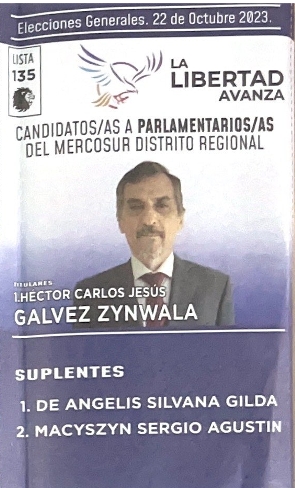 Elecciones Generales. 22 de Octubre 2023.
LISTA
135
LA
LIBERTAD
AVANZA
CANDIDATOS/AS A PARLAMENTARIOS/AS
DEL MERCOSUR DISTRITO REGIONAL
TITULARES
1.HECTOR CARLOS JESÚS
GALVEZ ZYNWALA
SUPLENTES
1. DE ANGELIS SILVANA GILDA
2. MACYSZYN SERGIO AGUSTIN